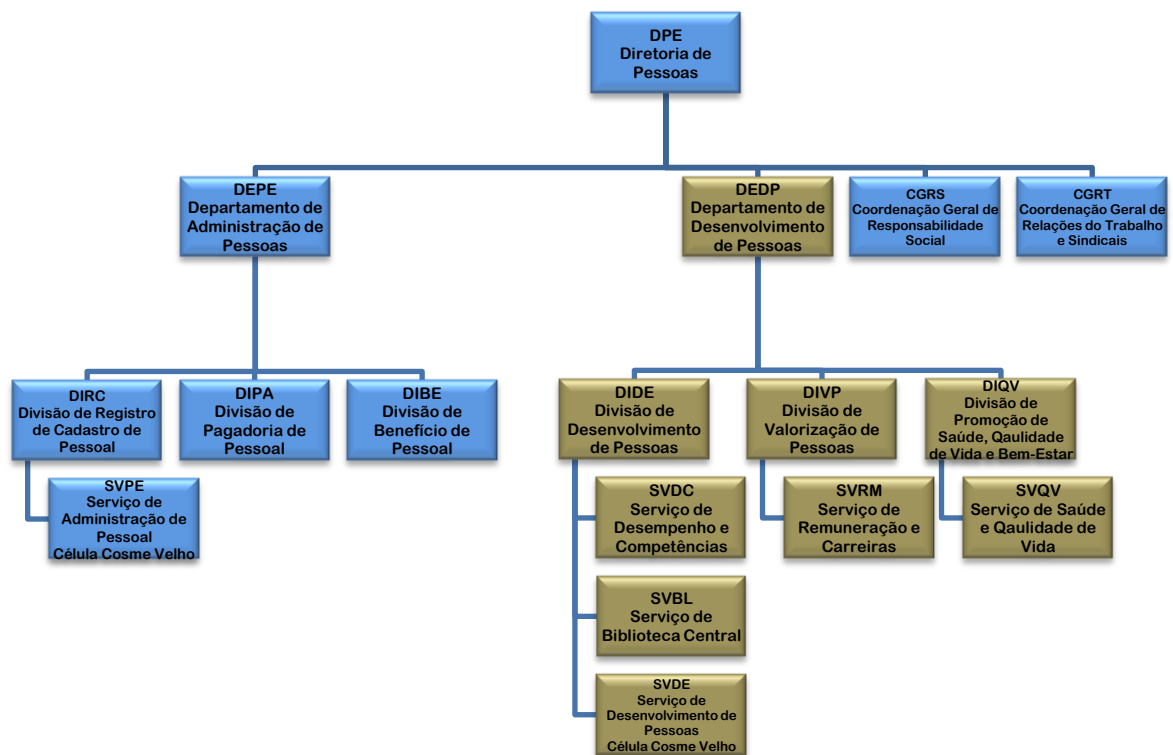 DPE
Diretoria de
Pessoas
DEPE
Departamento de
Administração de
Pessoas
DEDP
Departamento de
Desenvolvimento
de Pessoas
CGRS
Coordenação Geral de
Responsabilidade
Social
CGRT
Coordenação Geral de
Relações do Trabalho
e Sindicais
DIRC
Divisão de Registro
de Cadastro de
Pessoal
DIPA
Divisão de
Pagadoria de
Pessoal
DIBE
Divisão de
Benefício de
Pessoal
DIDE
Divisão de
Desenvolvimento
de Pessoas
DIVP
Divisão de
Valorização de
Pessoas
DIQV
Divisão de
Promoção de
Saúde, Qaulidade
de Vida e Bem-Estar
SVPE
Serviço de
Administração de
Pessoal
Célula Cosme Velho
SVDC
Serviço de
Desempenho e
Competências
SVRM
Serviço de
Remuneração e
Carreiras
SVQV
Serviço de Saúde
e Qaulidade de
Vida
SVBL
Serviço de
Biblioteca Central
SVDE
Serviço de
Desenvolvimento de
Pessoas
Célula Cosme Velho